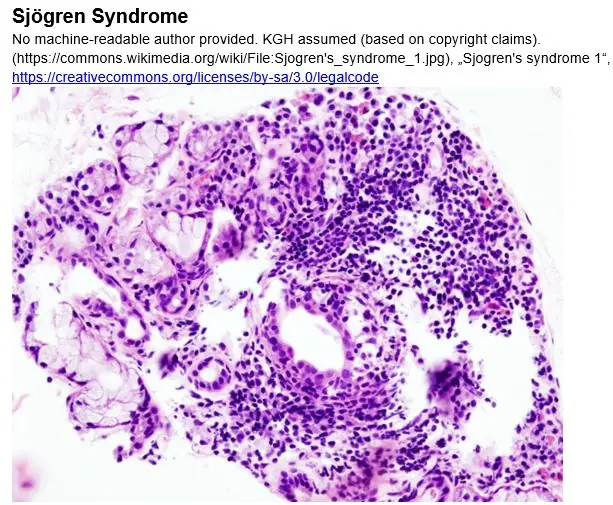 Sjögren Syndrome
No machine-readable author provided. KGH assumed (based on copyright claims).
(https://commons.wikimedia.org/wiki/File:Sjogren's_syndrome_1.jpg), „Sjogren's syndrome 1“,
https://creativecommons.org/licenses/by-sa/3.0/legalcode